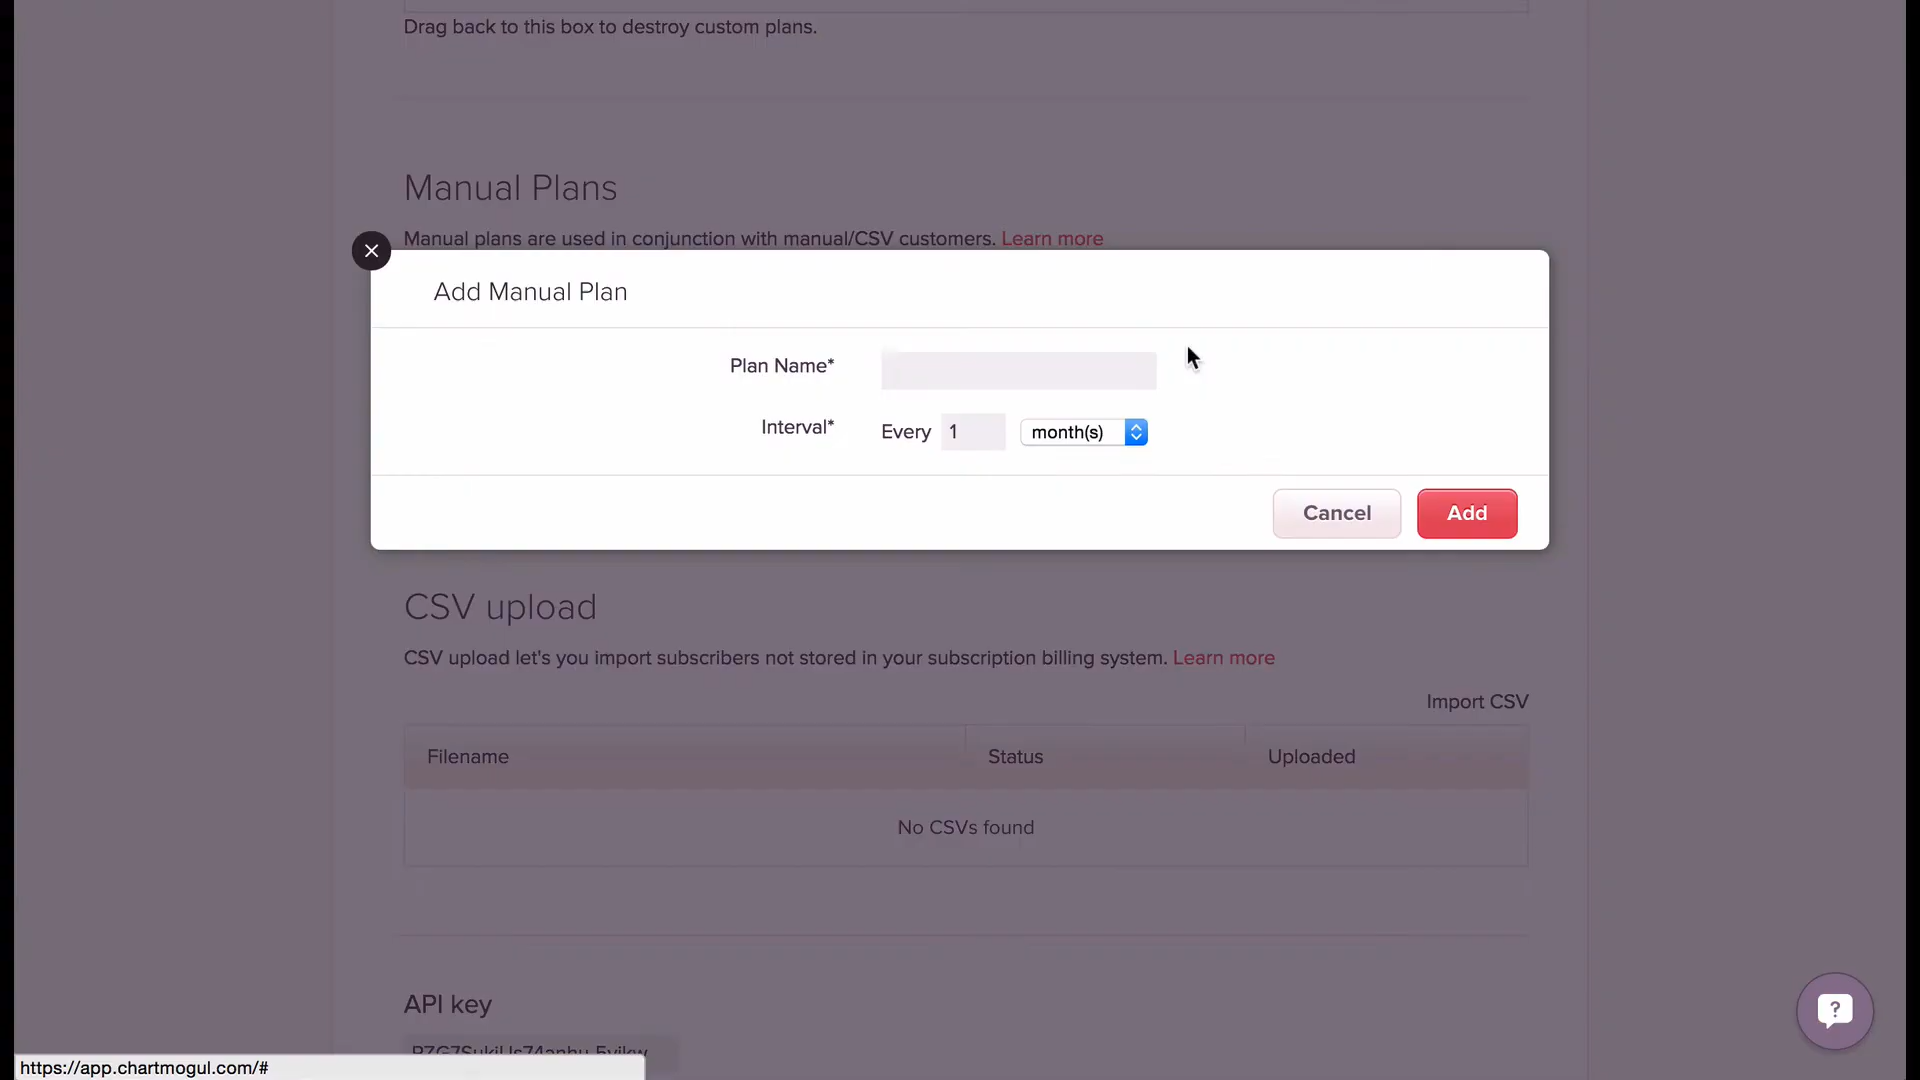 Drag back to this box to destroy custom plans.
Manual Plans
Manual plans are used in conjunction with manual/CSV customers. Learn more
Add Manual Plan
Plan Name*
Interval* Every 1 month(s)
Cancel Add
CSV upload
CSV upload let's you import subscribers not stored in your subscription billing system. Learn more
Import CSV
Filename Status Uploaded
No CSVs found
API key
https://app.chartmogul.com/#